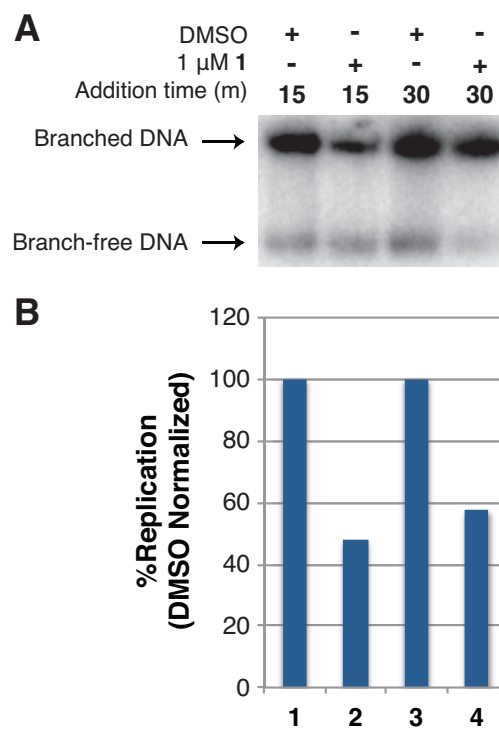 A
DMSO + - + -
1 µM 1 - + - +
Addition time (m) 15 15 30 30
Branched DNA
Branch-free DNA
B
%Replication
(DMSO Normalized)
120
100
80
60
40
20
0
1 2 3 4